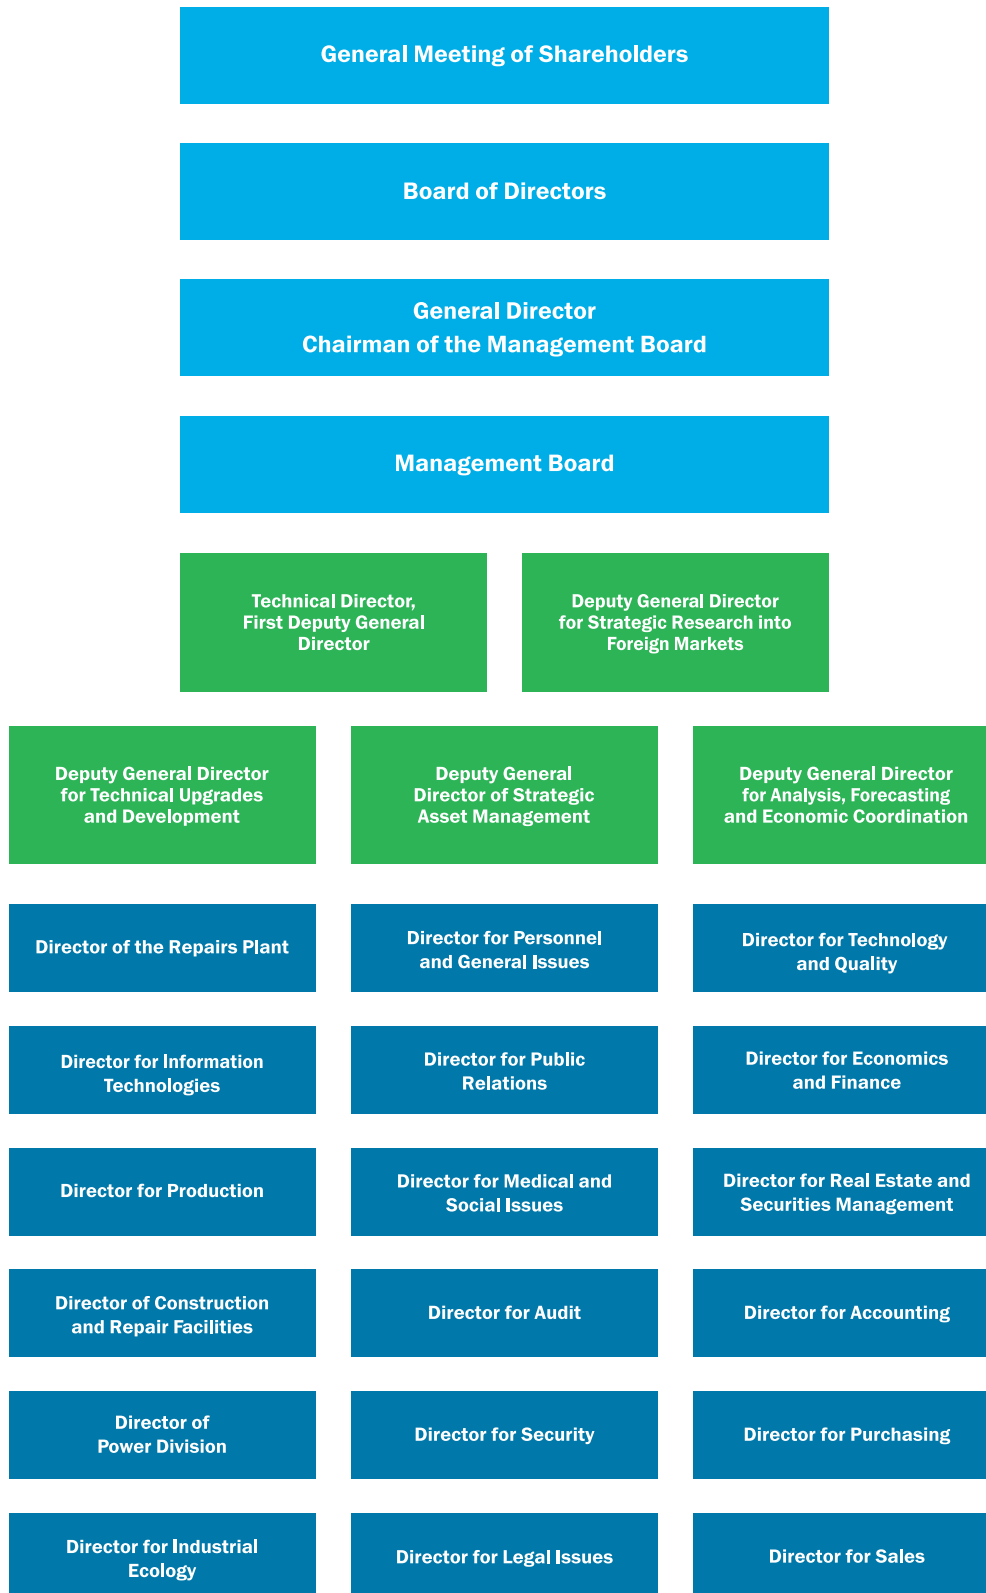 General Meeting of Shareholders
Board of Directors
General Director
Chairman of the Management Board
Management Board
Technical Director,
First Deputy General
Director
Deputy General Director
for Strategic Research into
Foreign Markets
Deputy General Director
for Technical Upgrades
and Development
Deputy General
Director of Strategic
Asset Management
Deputy General Director
for Analysis, Forecasting
and Economic Coordination
Director of the Repairs Plant
Director for Personnel
and General Issues
Director for Technology
and Quality
Director for Information
Technologies
Director for Public
Relations
Director for Economics
and Finance
Director for Production
Director for Medical and
Social Issues
Director for Real Estate and
Securities Management
Director of Construction
and Repair Facilities
Director for Audit
Director for Accounting
Director of
Power Division
Director for Security
Director for Purchasing
Director for Industrial
Ecology
Director for Legal Issues
Director for Sales